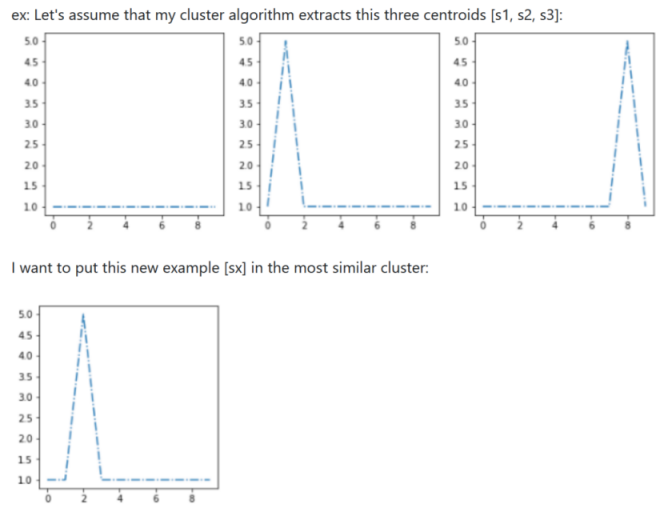 ex: Let's assume that my cluster algorithm extracts this three centroids [s1, s2, s3]:
5.0 5.0 5.0
4.5 4.5 4.5
4.0 4.0 4.0
3.5 3.5 3.5
3.0 3.0 3.0
2.5 2.5 2.5
2.0 2.0 2.0
1.5 1.5 1.5
1.0 1.0 1.0
0 2 4 6 8 0 2 4 6 8 0 2 4 6 8
I want to put this new example [sx] in the most similar cluster:
5.0
4.5
4.0
3.5
3.0
2.5
2.0
1.5
1.0
0 2 4 6 8